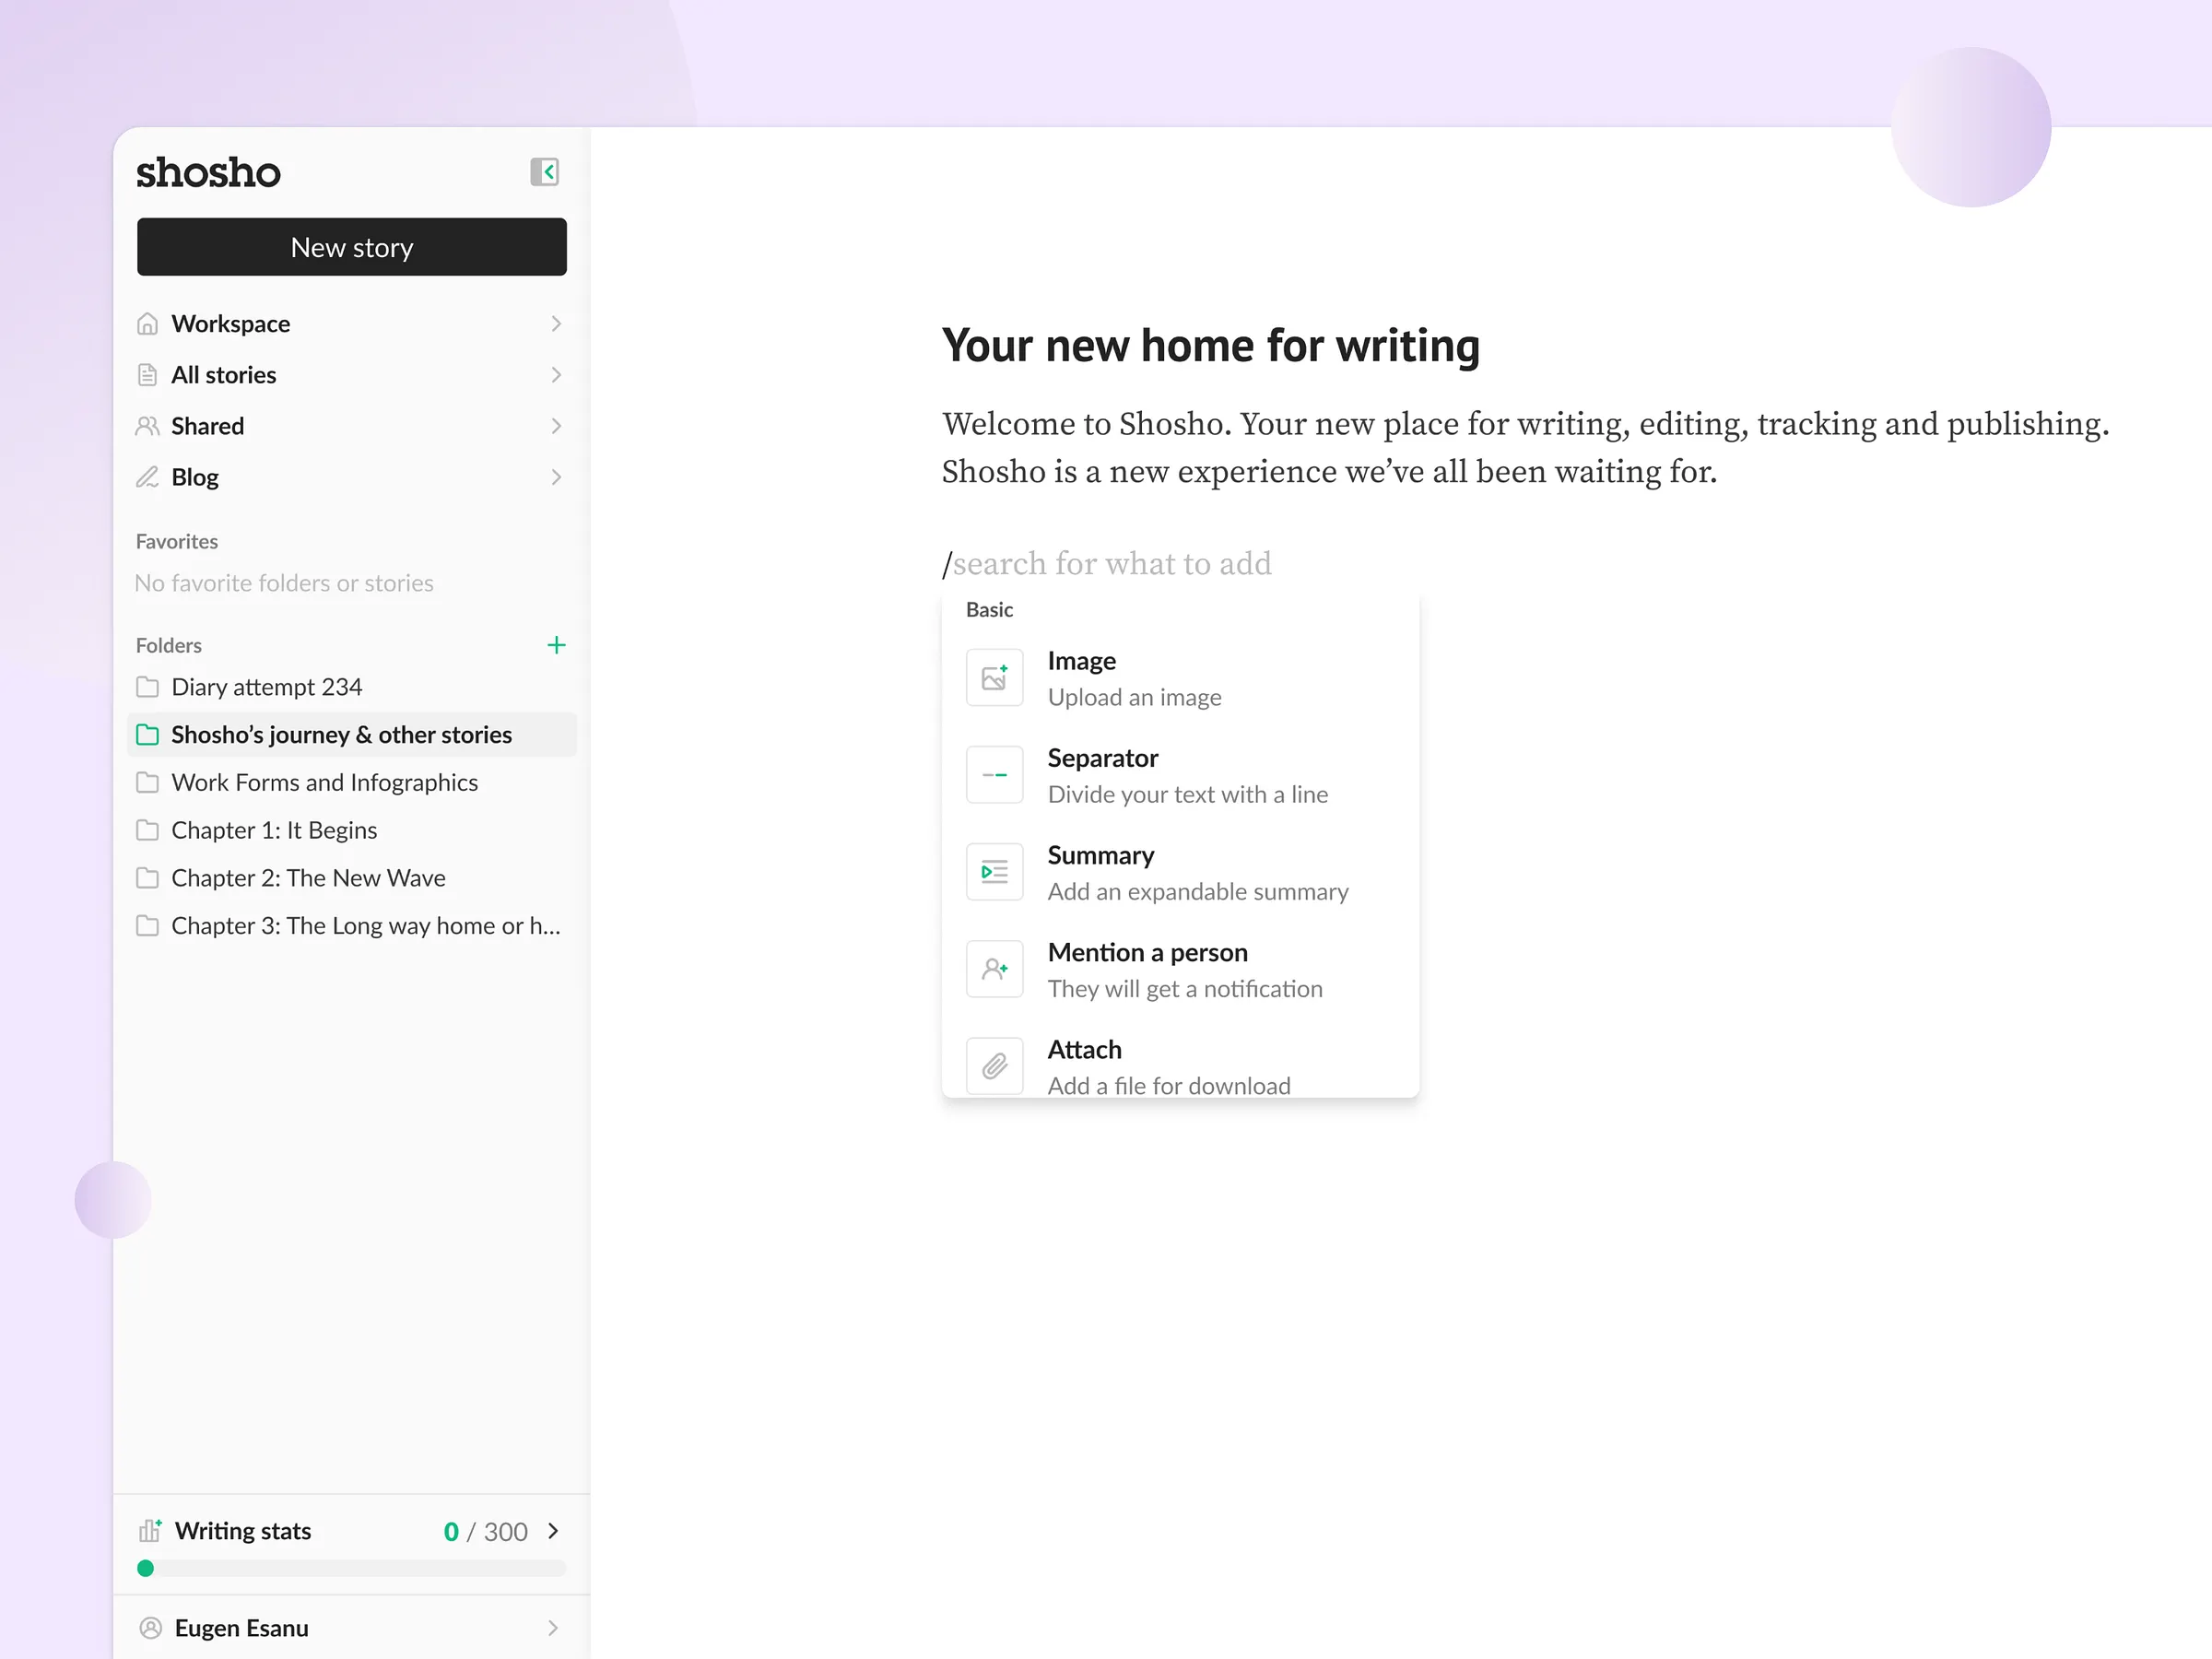 shosho
New story
Workspace
All stories
Shared
Blog
Favorites
No favorite folders or stories
Folders
Diary attempt 234
Shosho’s journey & other stories
Work Forms and Infographics
Chapter 1: It Begins
Chapter 2: The New Wave
Chapter 3: The Long way home or h...
Writing stats
0 / 300
Eugen Esanu
Your new home for writing
Welcome to Shosho. Your new place for writing, editing, tracking and publishing.
Shosho is a new experience we’ve all been waiting for.
/search for what to add
Basic
Image
Upload an image
Separator
Divide your text with a line
Summary
Add an expandable summary
Mention a person
They will get a notification
Attach
Add a file for download